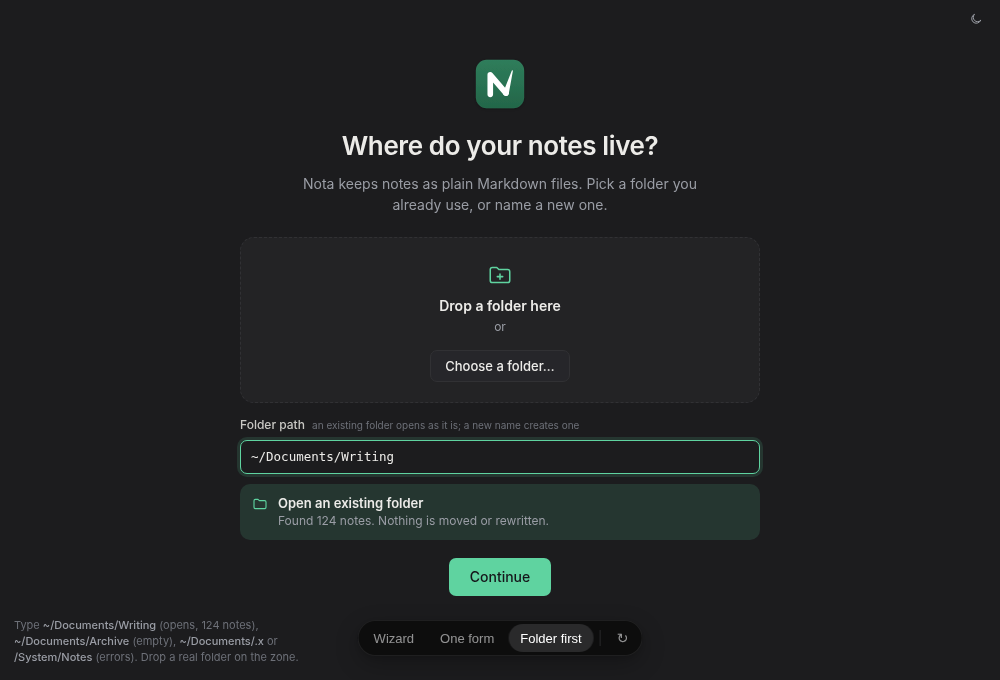 N
Where do your notes live?
Nota keeps notes as plain Markdown files. Pick a folder you
already use, or name a new one.
Drop a folder here
or
Choose a folder...
Folder path an existing folder opens as it is; a new name creates one
~/Documents/Writing
Open an existing folder
Found 124 notes. Nothing is moved or rewritten.
Continue
Type ~/Documents/Writing (opens, 124 notes),
~/Documents/Archive (empty), ~/Documents/.x or
/System/Notes (errors). Drop a real folder on the zone.
Wizard One form Folder first